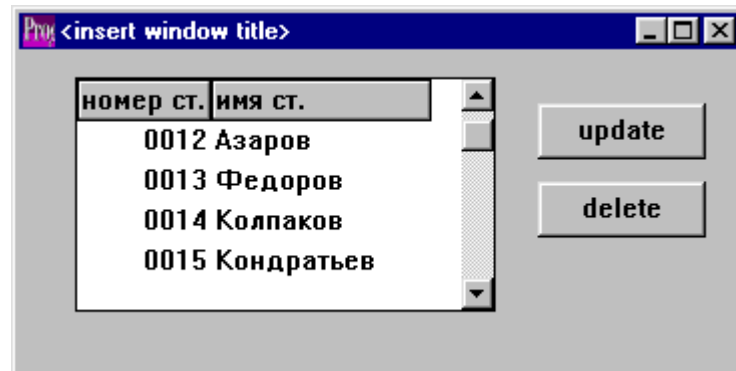 Prog <insert window title>
номер ст. имя ст.
0012 Азаров
0013 Федоров
0014 Колпаков
0015 Кондратьев
update
delete